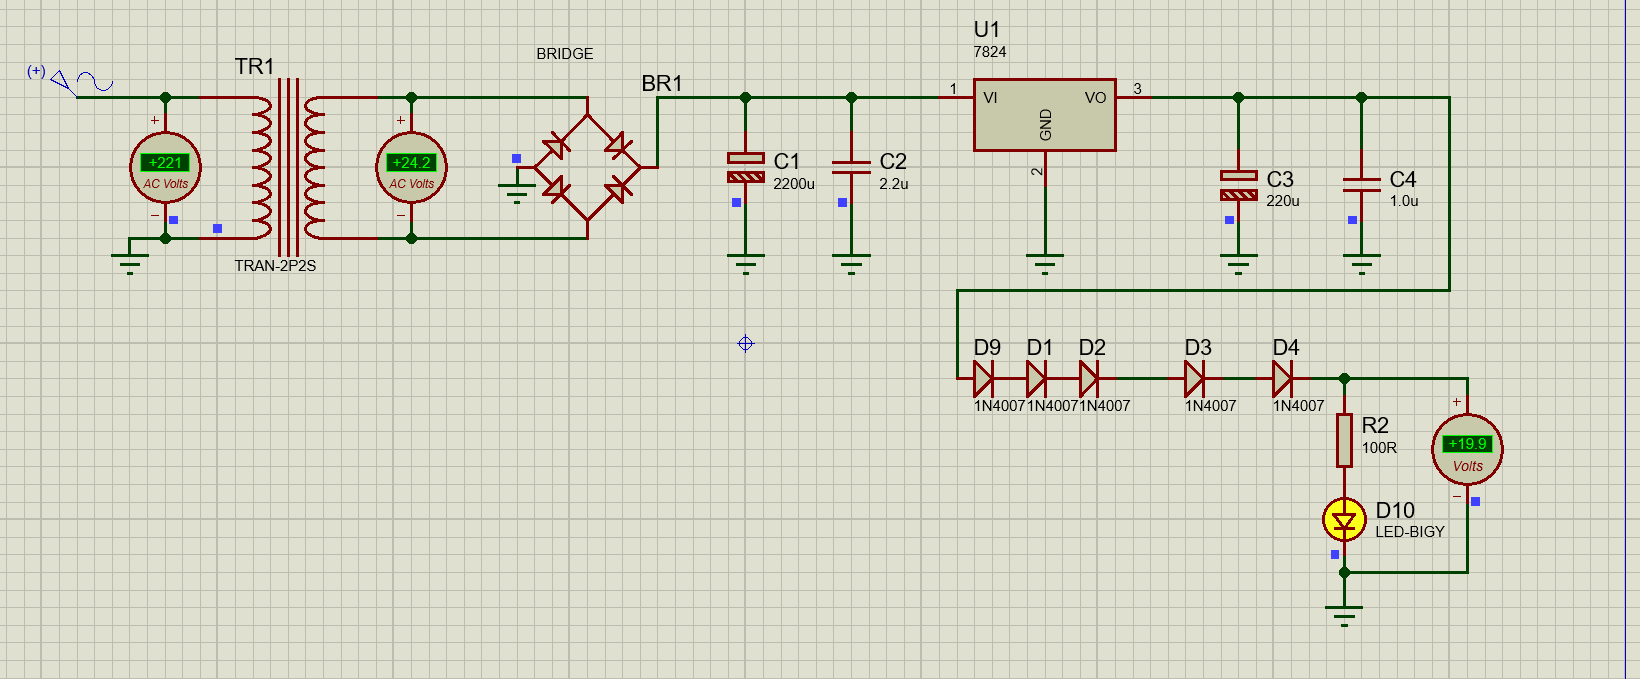 U1
7824
BRIDGE
TR1
(+)
BR1
1
VI
VO
3
GND
2
+
+221
AC Volts
−
+
+24.2
AC Volts
−
C1
2200u
C2
2.2u
C3
220u
C4
1.0u
TRAN-2P2S
D9
D1
D2
D3
D4
1N4007
1N4007
1N4007
1N4007
1N4007
R2
100R
+
+19.9
Volts
−
D10
LED-BIGY